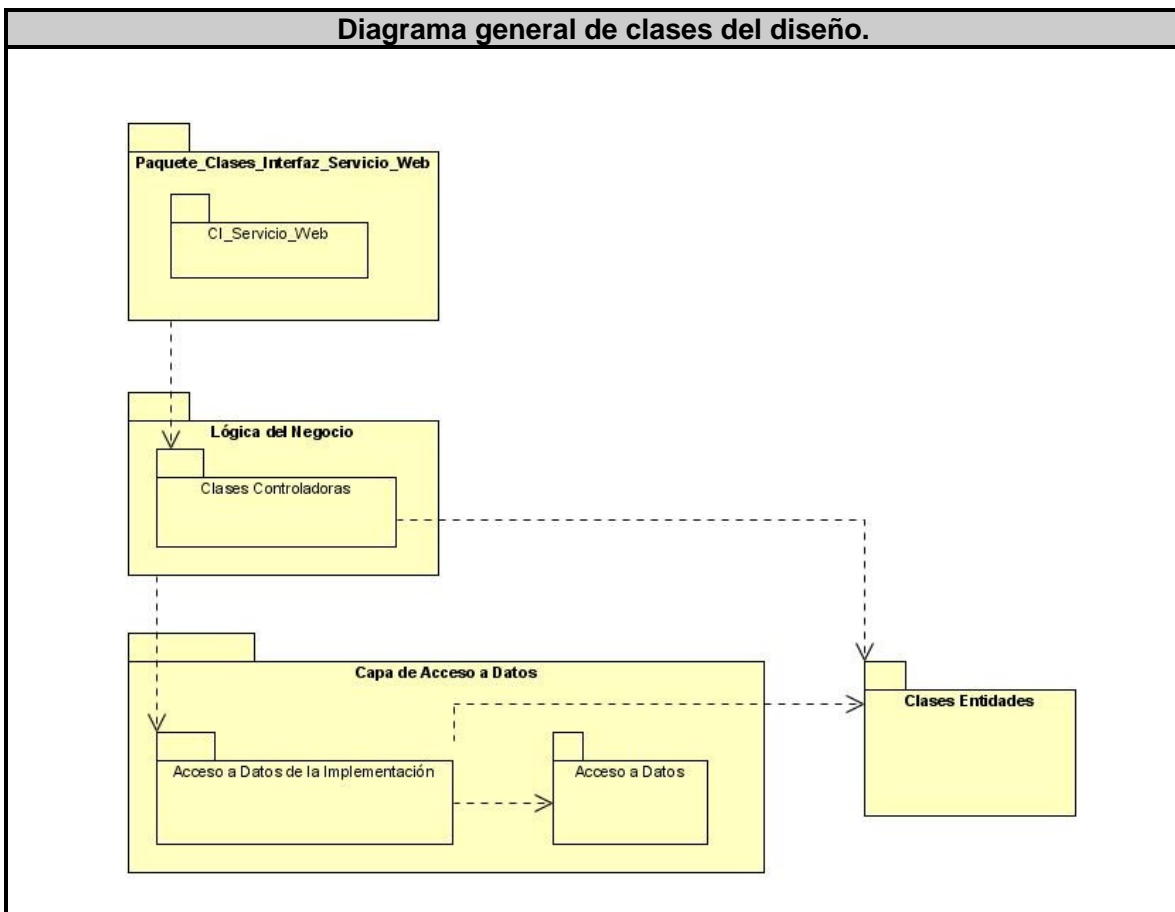 Diagrama general de clases del diseño.
Paquete_Clases_Interfaz_Servicio_Web
CI_Servicio_Web
Lógica del Negocio
Clases Controladoras
Capa de Acceso a Datos
Clases Entidades
Acceso a Datos de la Implementación
Acceso a Datos